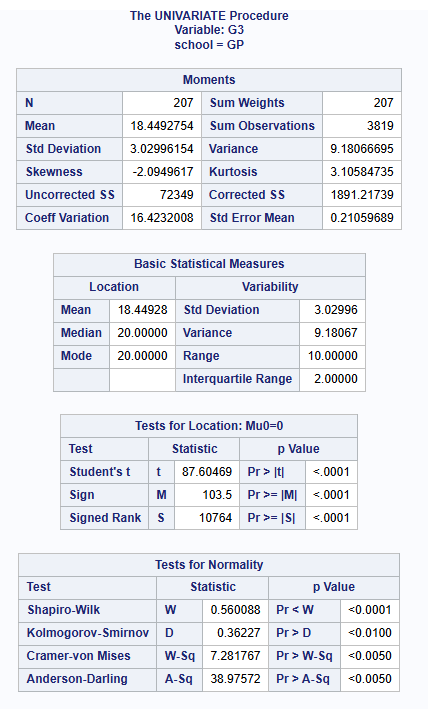 The UNIVARIATE Procedure
Variable: G3
school = GP
Moments
N 207 Sum Weights 207
Mean 18.4492754 Sum Observations 3819
Std Deviation 3.02996154 Variance 9.18066695
Skewness -2.0949617 Kurtosis 3.10584735
Uncorrected SS 72349 Corrected SS 1891.21739
Coeff Variation 16.4232008 Std Error Mean 0.21059689
Basic Statistical Measures
Location Variability
Mean 18.44928 Std Deviation 3.02996
Median 20.00000 Variance 9.18067
Mode 20.00000 Range 10.00000
Interquartile Range 2.00000
Tests for Location: Mu0=0
Test Statistic p Value
Student's t t 87.60469 Pr > |t| <.0001
Sign M 103.5 Pr >= |M| <.0001
Signed Rank S 10764 Pr >= |S| <.0001
Tests for Normality
Test Statistic p Value
Shapiro-Wilk W 0.560088 Pr < W <0.0001
Kolmogorov-Smirnov D 0.36227 Pr > D <0.0100
Cramer-von Mises W-Sq 7.281767 Pr > W-Sq <0.0050
Anderson-Darling A-Sq 38.97572 Pr > A-Sq <0.0050